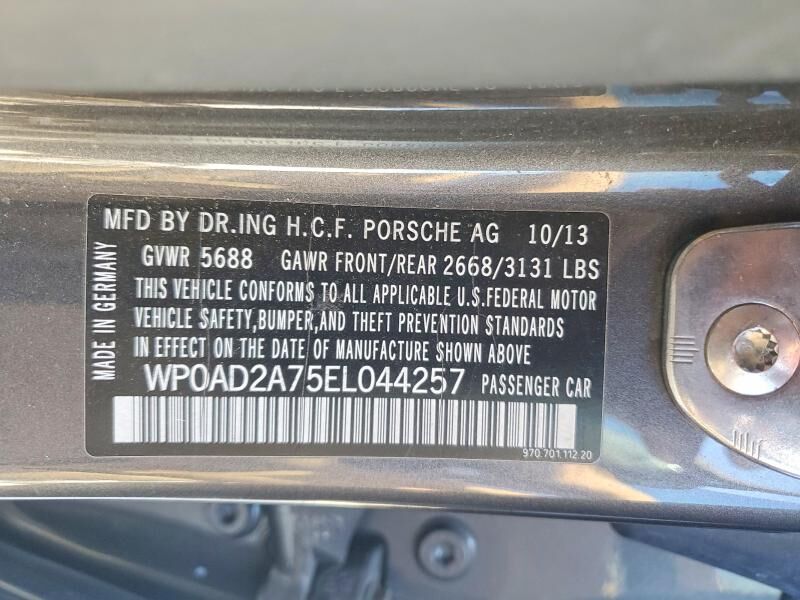 MFD BY DR.ING H.C.F. PORSCHE AG 10/13
GVWR 5688 GAWR FRONT/REAR 2668/3131 LBS
THIS VEHICLE CONFORMS TO ALL APPLICABLE U.S.FEDERAL MOTOR
VEHICLE SAFETY,BUMPER,AND THEFT PREVENTION STANDARDS
IN EFFECT ON THE DATE OF MANUFACTURE SHOWN ABOVE
WP0AD2A75EL044257 PASSENGER CAR
970.701.112.20
MADE IN GERMANY